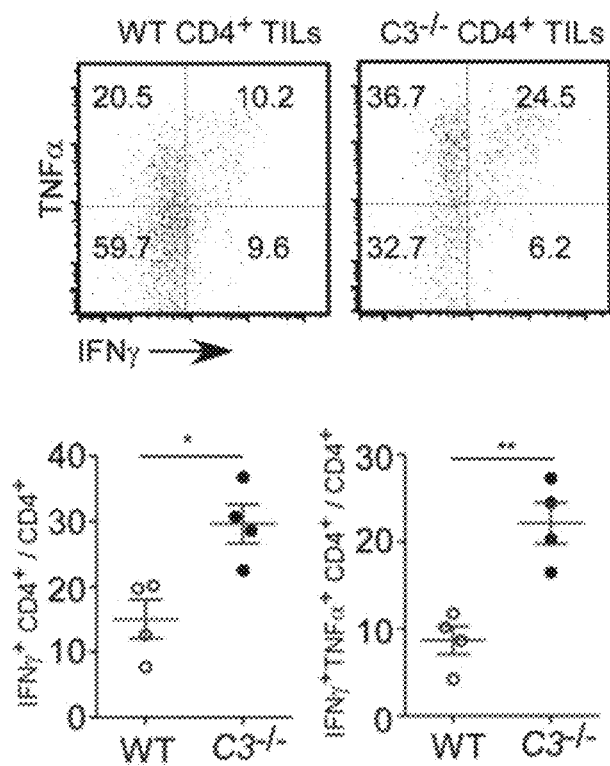 WT CD4⁺ TILs
C3⁻/⁻ CD4⁺ TILs
20.5 10.2
59.7 9.6
36.7 24.5
32.7 6.2
TNFα
IFNγ
IFNγ⁺ CD4⁺ / CD4⁺
40
30
20
10
0
*
WT C3⁻/⁻
IFNγ⁺TNFα⁺ CD4⁺ / CD4⁺
30
20
10
0
**
WT C3⁻/⁻